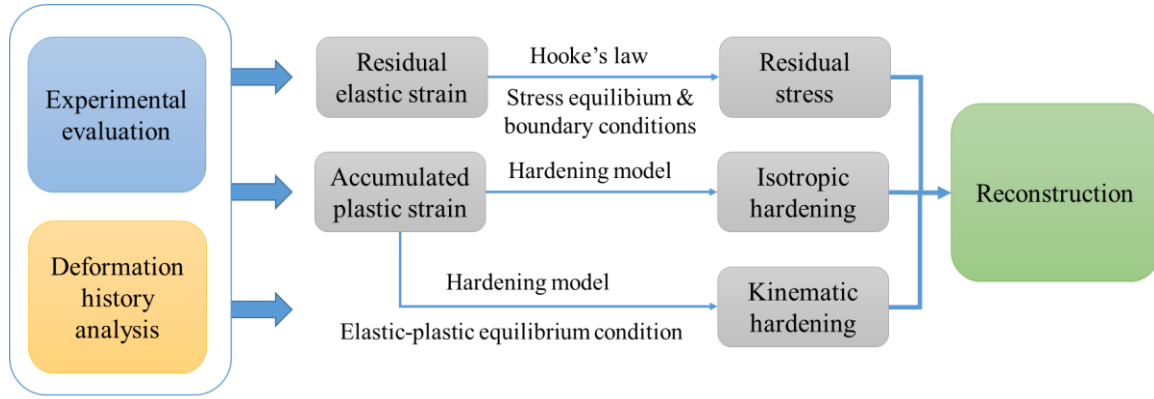 Experimental
evaluation
Deformation
history
analysis
Residual
elastic strain
Hooke's law
Stress equilibium &
boundary conditions
Residual
stress
Accumulated
plastic strain
Hardening model
Isotropic
hardening
Hardening model
Elastic-plastic equilibrium condition
Kinematic
hardening
Reconstruction